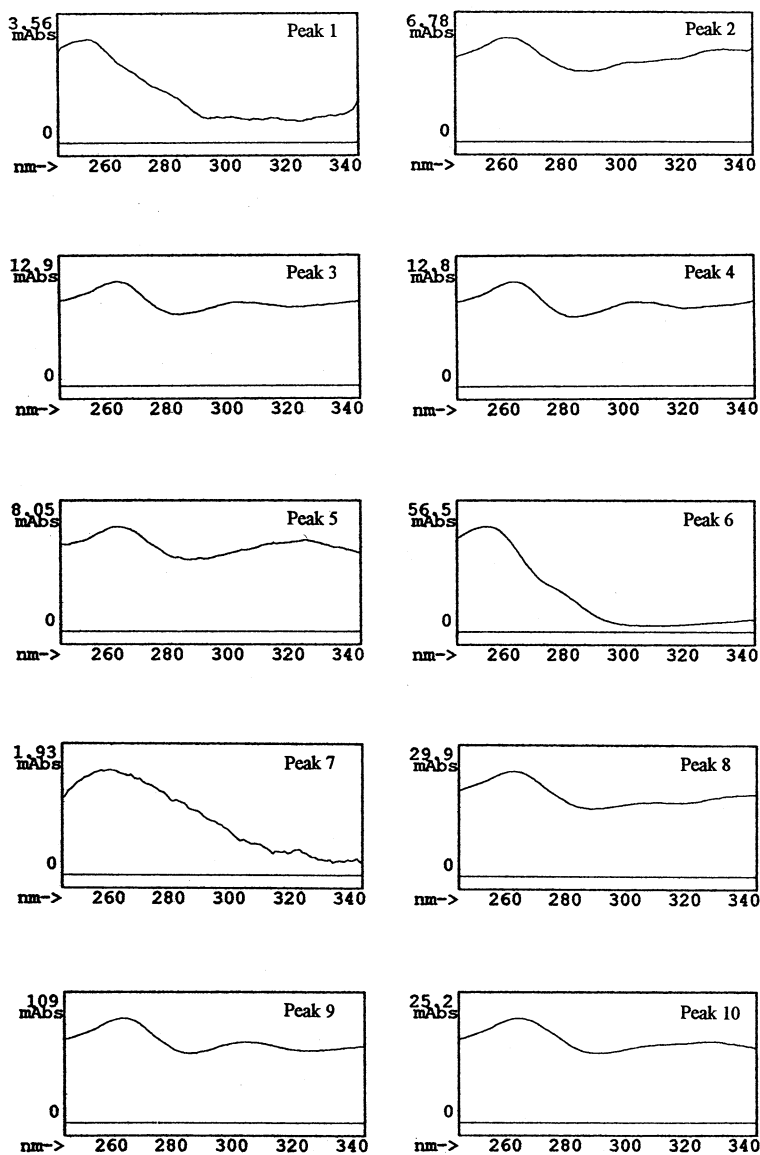 3.56 mAbs Peak 1
0
nm-> 260 280 300 320 340
6.78 mAbs Peak 2
0
nm-> 260 280 300 320 340
12.9 mAbs Peak 3
0
nm-> 260 280 300 320 340
12.8 mAbs Peak 4
0
nm-> 260 280 300 320 340
8.05 mAbs Peak 5
0
nm-> 260 280 300 320 340
56.5 mAbs Peak 6
0
nm-> 260 280 300 320 340
1.93 mAbs Peak 7
0
nm-> 260 280 300 320 340
29.9 mAbs Peak 8
0
nm-> 260 280 300 320 340
109 mAbs Peak 9
0
nm-> 260 280 300 320 340
25.2 mAbs Peak 10
0
nm-> 260 280 300 320 340